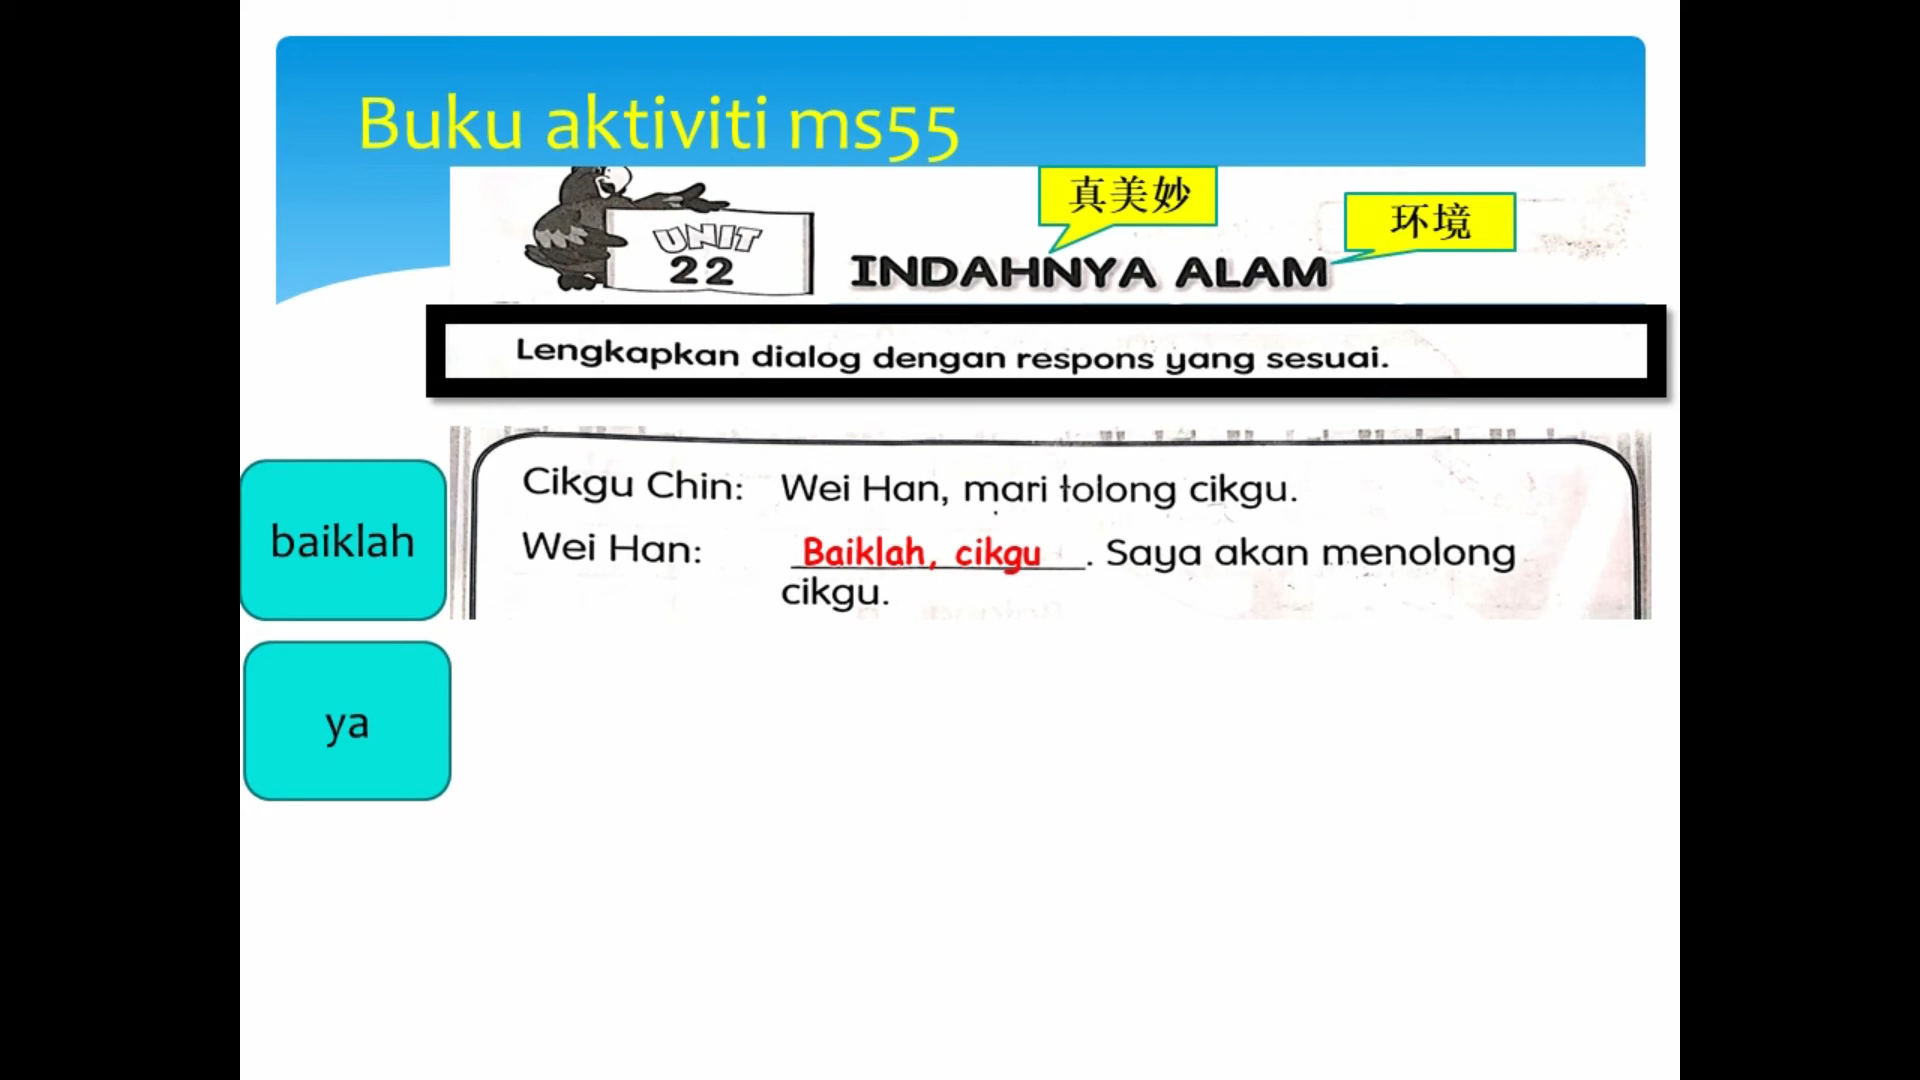 Buku aktiviti ms55
真美妙
环境
UNIT
22
INDAHNYA ALAM
Lengkapkan dialog dengan respons yang sesuai.
baiklah
Cikgu Chin: Wei Han, mari tolong cikgu.
Wei Han: Baiklah, cikgu. Saya akan menolong
cikgu.
ya